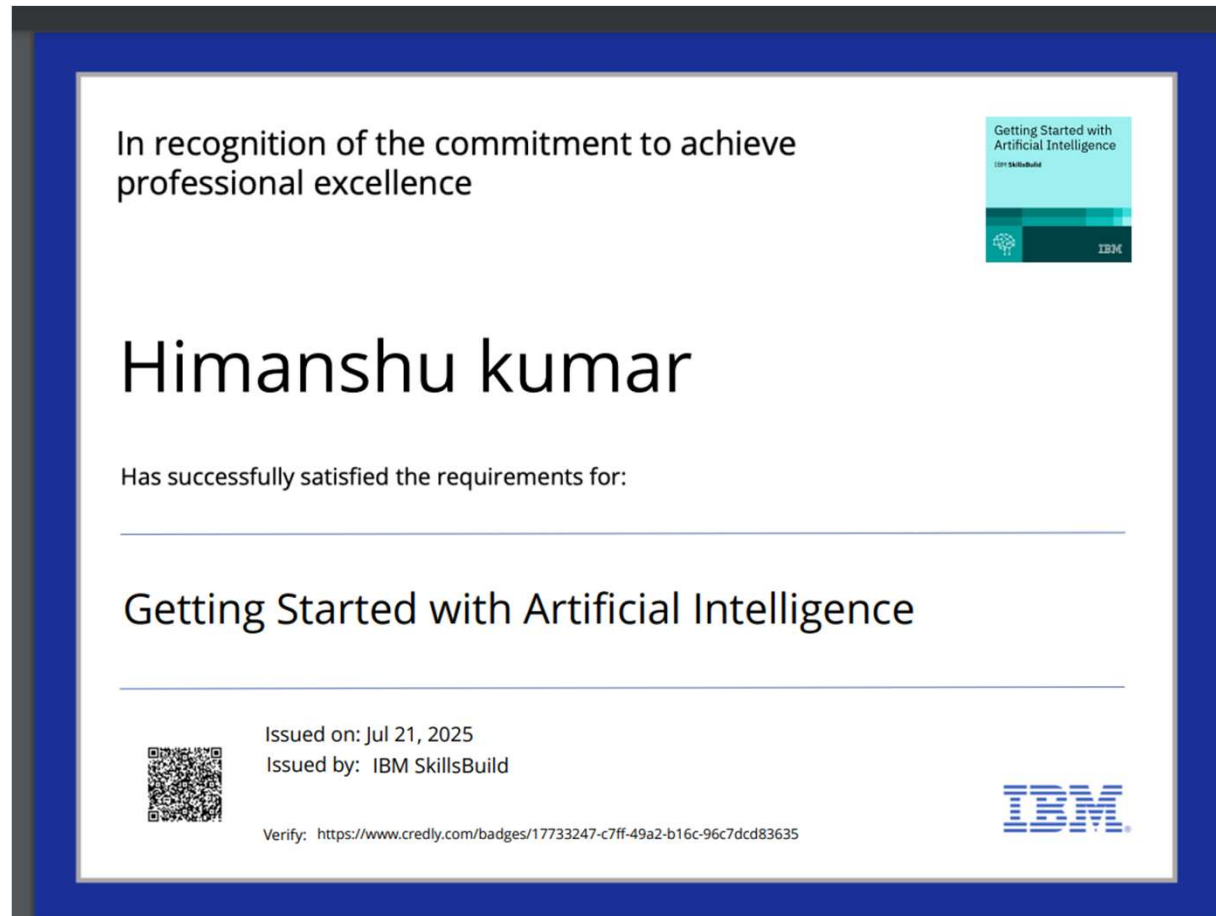 In recognition of the commitment to achieve
professional excellence
Getting Started with
Artificial Intelligence
IBM SkillsBuild
IBM
Himanshu kumar
Has successfully satisfied the requirements for:
Getting Started with Artificial Intelligence
Issued on: Jul 21, 2025
Issued by: IBM SkillsBuild
Verify: https://www.credly.com/badges/17733247-c7ff-49a2-b16c-96c7dcd83635
IBM®